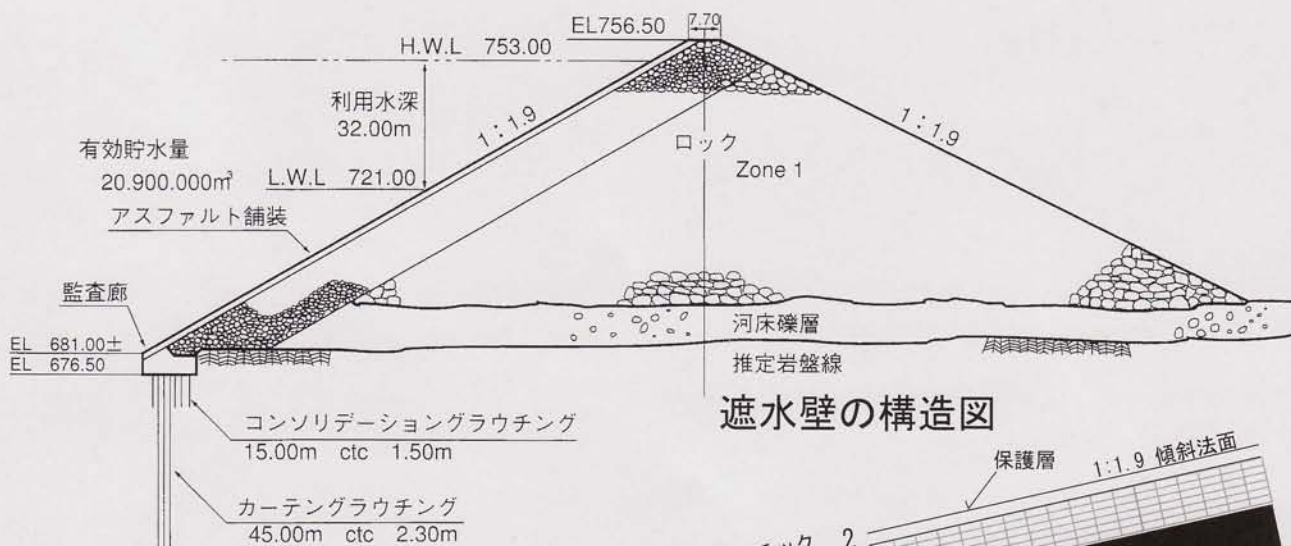 EL756.50
7.70
H.W.L 753.00
利用水深
32.00m
1：1.9
1：1.9
ロック
Zone 1
有効貯水量
20.900.000㎥
L.W.L 721.00
アスファルト舗装
監査廊
EL 681.00±
EL 676.50
河床礫層
推定岩盤線
コンソリデーショングラウチング
15.00m ctc 1.50m
カーテングラウチング
45.00m ctc 2.30m
遮水壁の構造図
保護層
1:1.9 傾斜法面
2